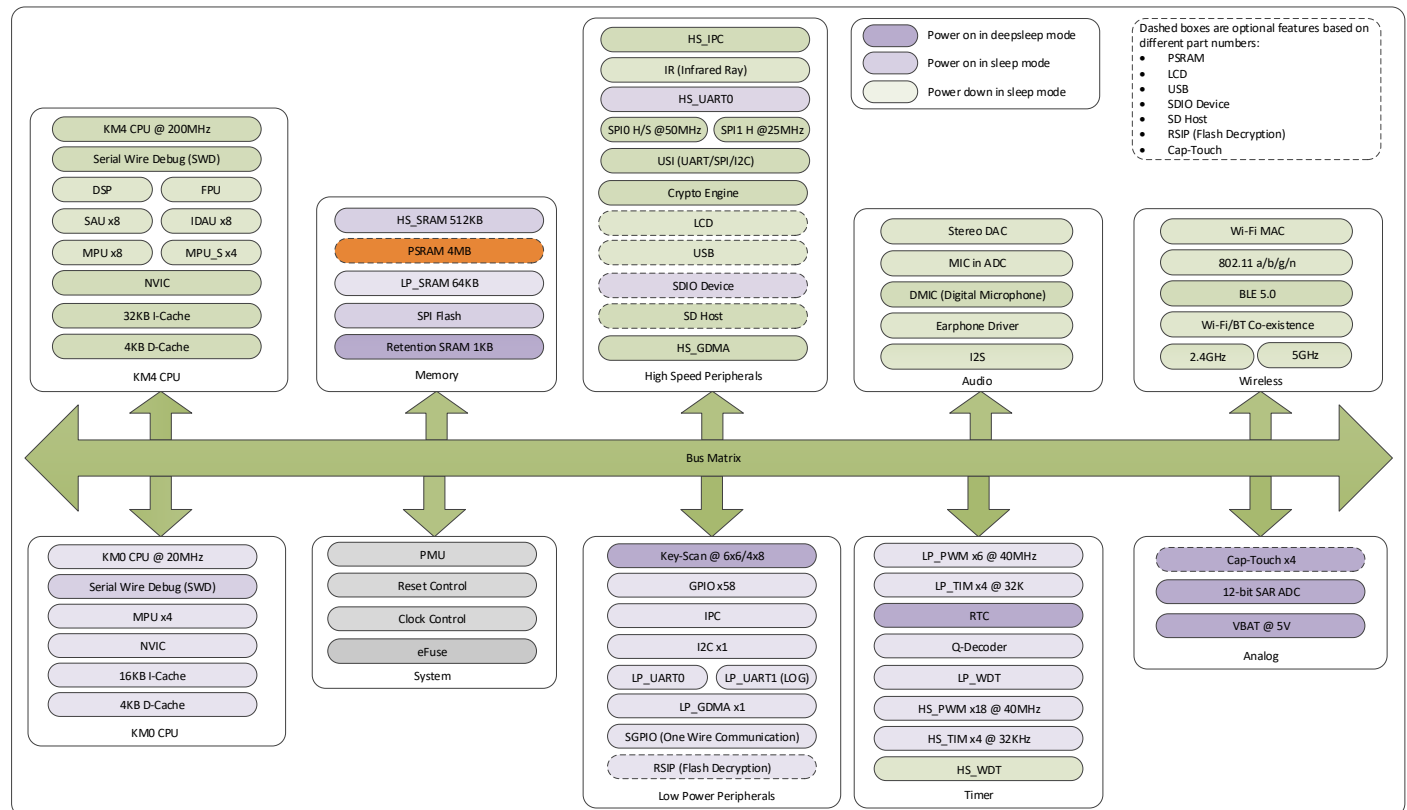 KM4 CPU @ 200MHz
Serial Wire Debug (SWD)
DSP
FPU
SAU x8
IDAU x8
MPU x8
MPU_S x4
NVIC
32KB I-Cache
4KB D-Cache
KM4 CPU
HS_SRAM 512KB
PSRAM 4MB
LP_SRAM 64KB
SPI Flash
Retention SRAM 1KB
Memory
HS_IPC
IR (Infrared Ray)
HS_UART0
SPI0 H/S @50MHz
SPI1 H @25MHz
USI (UART/SPI/I2C)
Crypto Engine
LCD
USB
SDIO Device
SD Host
HS_GDMA
High Speed Peripherals
Power on in deepsleep mode
Power on in sleep mode
Power down in sleep mode
Dashed boxes are optional features based on
different part numbers:
• PSRAM
• LCD
• USB
• SDIO Device
• SD Host
• RSIP (Flash Decryption)
• Cap-Touch
Stereo DAC
MIC in ADC
DMIC (Digital Microphone)
Earphone Driver
I2S
Audio
Wi-Fi MAC
802.11 a/b/g/n
BLE 5.0
Wi-Fi/BT Co-existence
2.4GHz
5GHz
Wireless
Bus Matrix
KM0 CPU @ 20MHz
Serial Wire Debug (SWD)
MPU x4
NVIC
16KB I-Cache
4KB D-Cache
KM0 CPU
PMU
Reset Control
Clock Control
eFuse
System
Key-Scan @ 6x6/4x8
GPIO x58
IPC
I2C x1
LP_UART0
LP_UART1 (LOG)
LP_GDMA x1
SGPIO (One Wire Communication)
RSIP (Flash Decryption)
Low Power Peripherals
LP_PWM x6 @ 40MHz
LP_TIM x4 @ 32K
RTC
Q-Decoder
LP_WDT
HS_PWM x18 @ 40MHz
HS_TIM x4 @ 32KHz
HS_WDT
Timer
Cap-Touch x4
12-bit SAR ADC
VBAT @ 5V
Analog